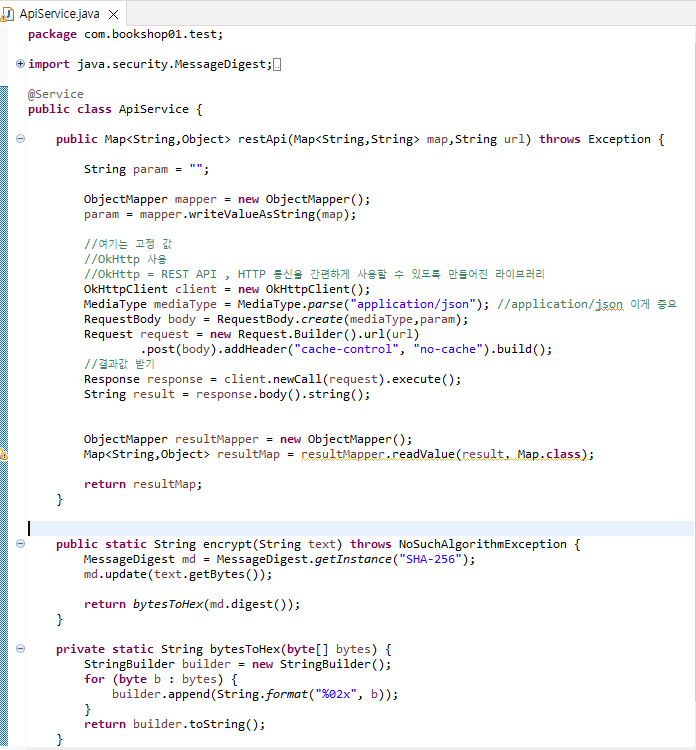 ApiService.java
package com.bookshop01.test;
import java.security.MessageDigest;
@Service
public class ApiService {
public Map<String,Object> restApi(Map<String,String> map,String url) throws Exception {
String param = "";
ObjectMapper mapper = new ObjectMapper();
param = mapper.writeValueAsString(map);
//여기는 고정 값
//OkHttp 사용
//OkHttp = REST API , HTTP 통신을 간편하게 사용할 수 있도록 만들어진 라이브러리
OkHttpClient client = new OkHttpClient();
MediaType mediaType = MediaType.parse("application/json"); //application/json 이게 중요
RequestBody body = RequestBody.create(mediaType,param);
Request request = new Request.Builder().url(url)
.post(body).addHeader("cache-control", "no-cache").build();
//결과값 받기
Response response = client.newCall(request).execute();
String result = response.body().string();
ObjectMapper resultMapper = new ObjectMapper();
Map<String,Object> resultMap = resultMapper.readValue(result, Map.class);
return resultMap;
}
public static String encrypt(String text) throws NoSuchAlgorithmException {
MessageDigest md = MessageDigest.getInstance("SHA-256");
md.update(text.getBytes());
return bytesToHex(md.digest());
}
private static String bytesToHex(byte[] bytes) {
StringBuilder builder = new StringBuilder();
for (byte b : bytes) {
builder.append(String.format("%02x", b));
}
return builder.toString();
}